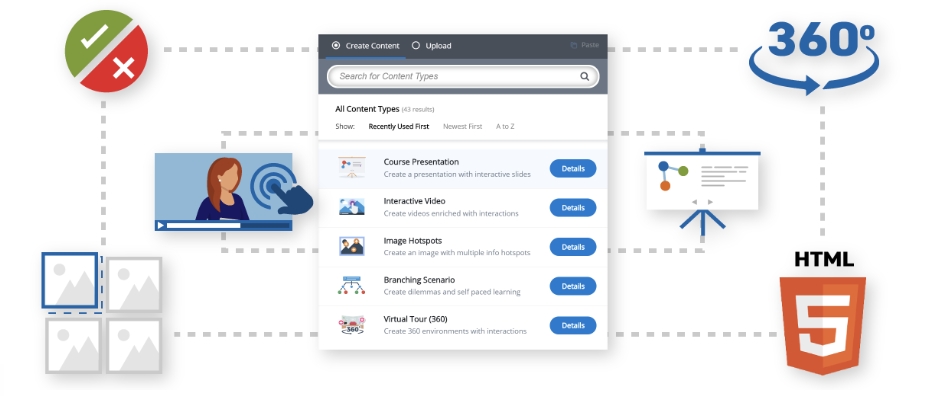 Create Content Upload Paste
360°
Search for Content Types
All Content Types (43 results)
Show: Recently Used First Newest First A to Z
Course Presentation
Create a presentation with interactive slides
Details
Interactive Video
Create videos enriched with interactions
Details
Image Hotspots
Create an image with multiple info hotspots
Details
Branching Scenario
Create dilemmas and self paced learning
Details
Virtual Tour (360)
Create 360 environments with interactions
Details
360
HTML
5